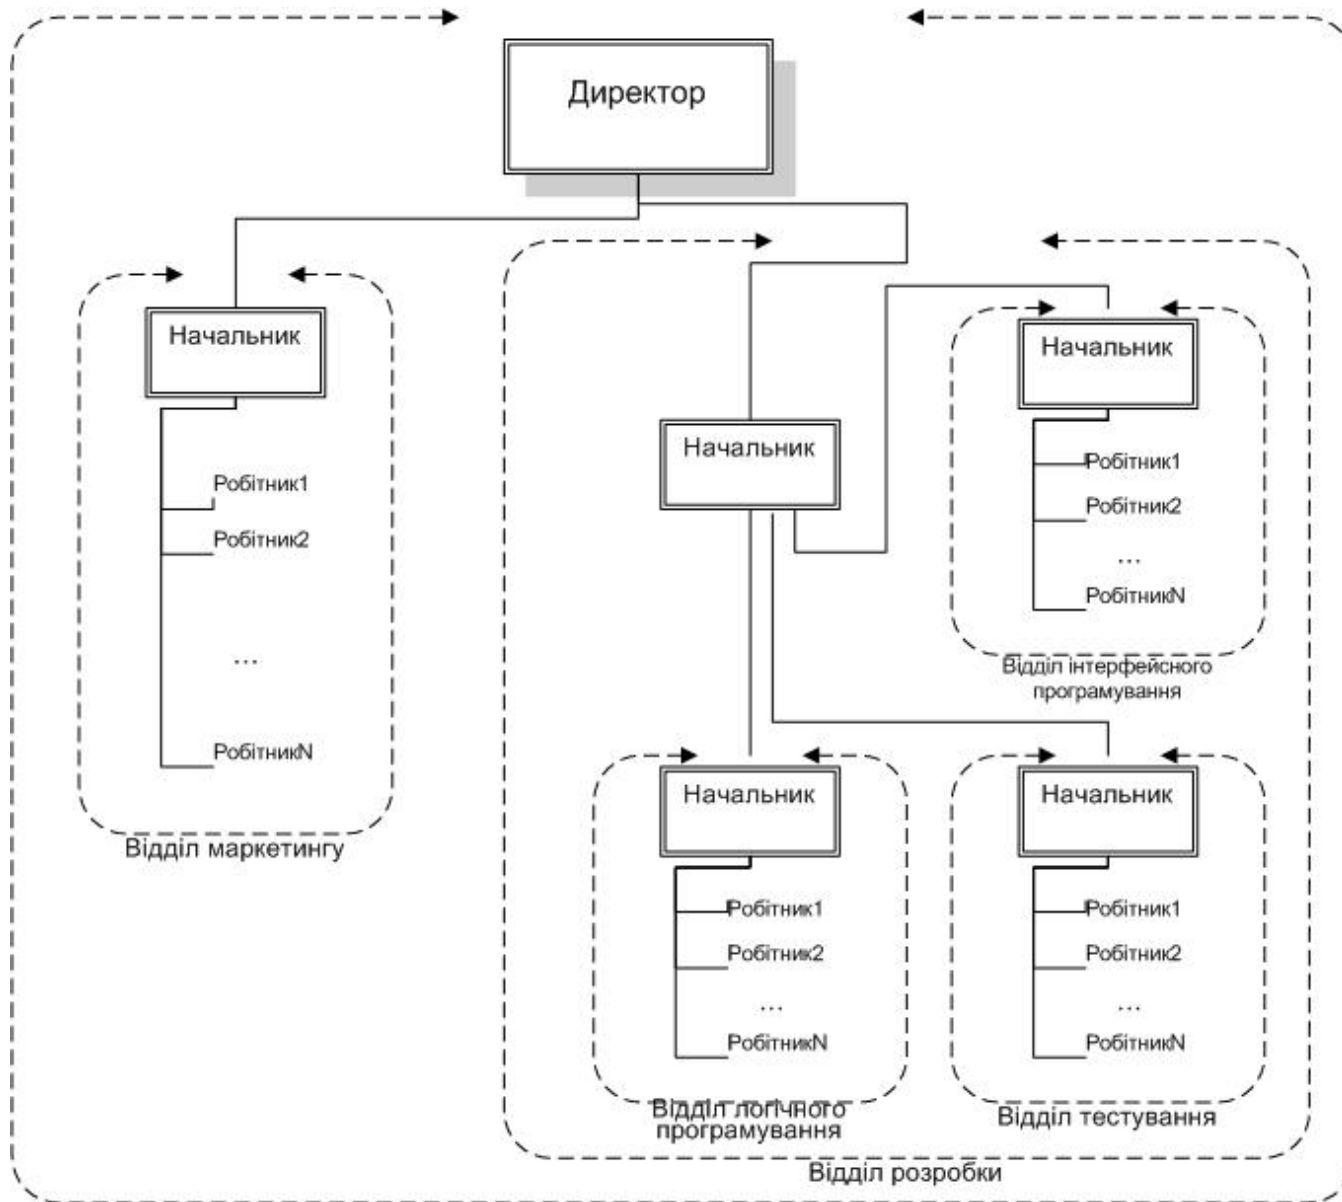 Директор
Начальник
Робітник1
Робітник2
...
РобітникN
Відділ маркетингу
Начальник
Начальник
Робітник1
Робітник2
...
РобітникN
Відділ інтерфейсного
програмування
Начальник
Робітник1
Робітник2
...
РобітникN
Відділ логічного
програмування
Начальник
Робітник1
Робітник2
...
РобітникN
Відділ тестування
Відділ розробки